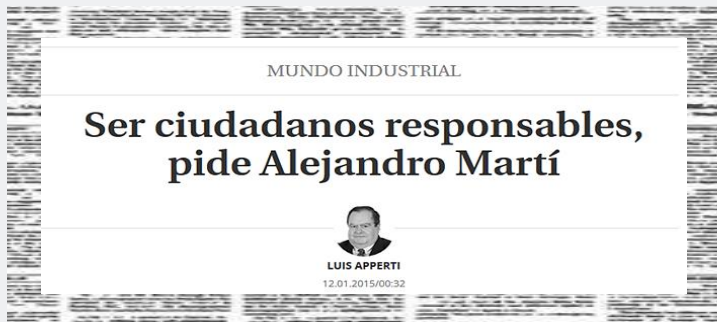 MUNDO INDUSTRIAL
Ser ciudadanos responsables,
pide Alejandro Martí
LUIS APPERTI
12.01.2015/00:32